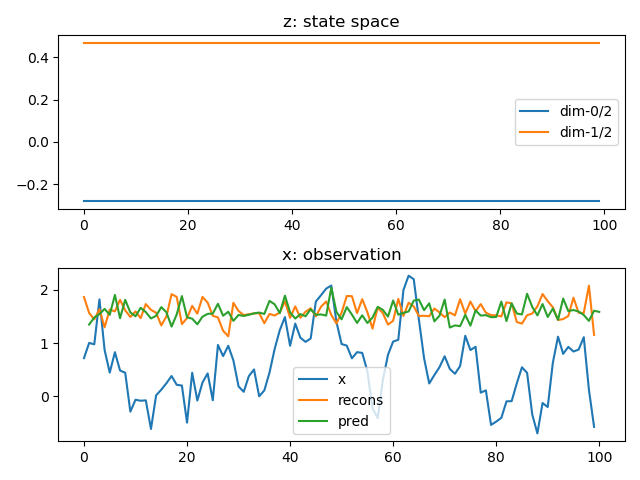 z: state space
0.4
0.2
0.0
−0.2
dim-0/2
dim-1/2
0 20 40 60 80 100
x: observation
2
1
0
x
recons
pred
0 20 40 60 80 100